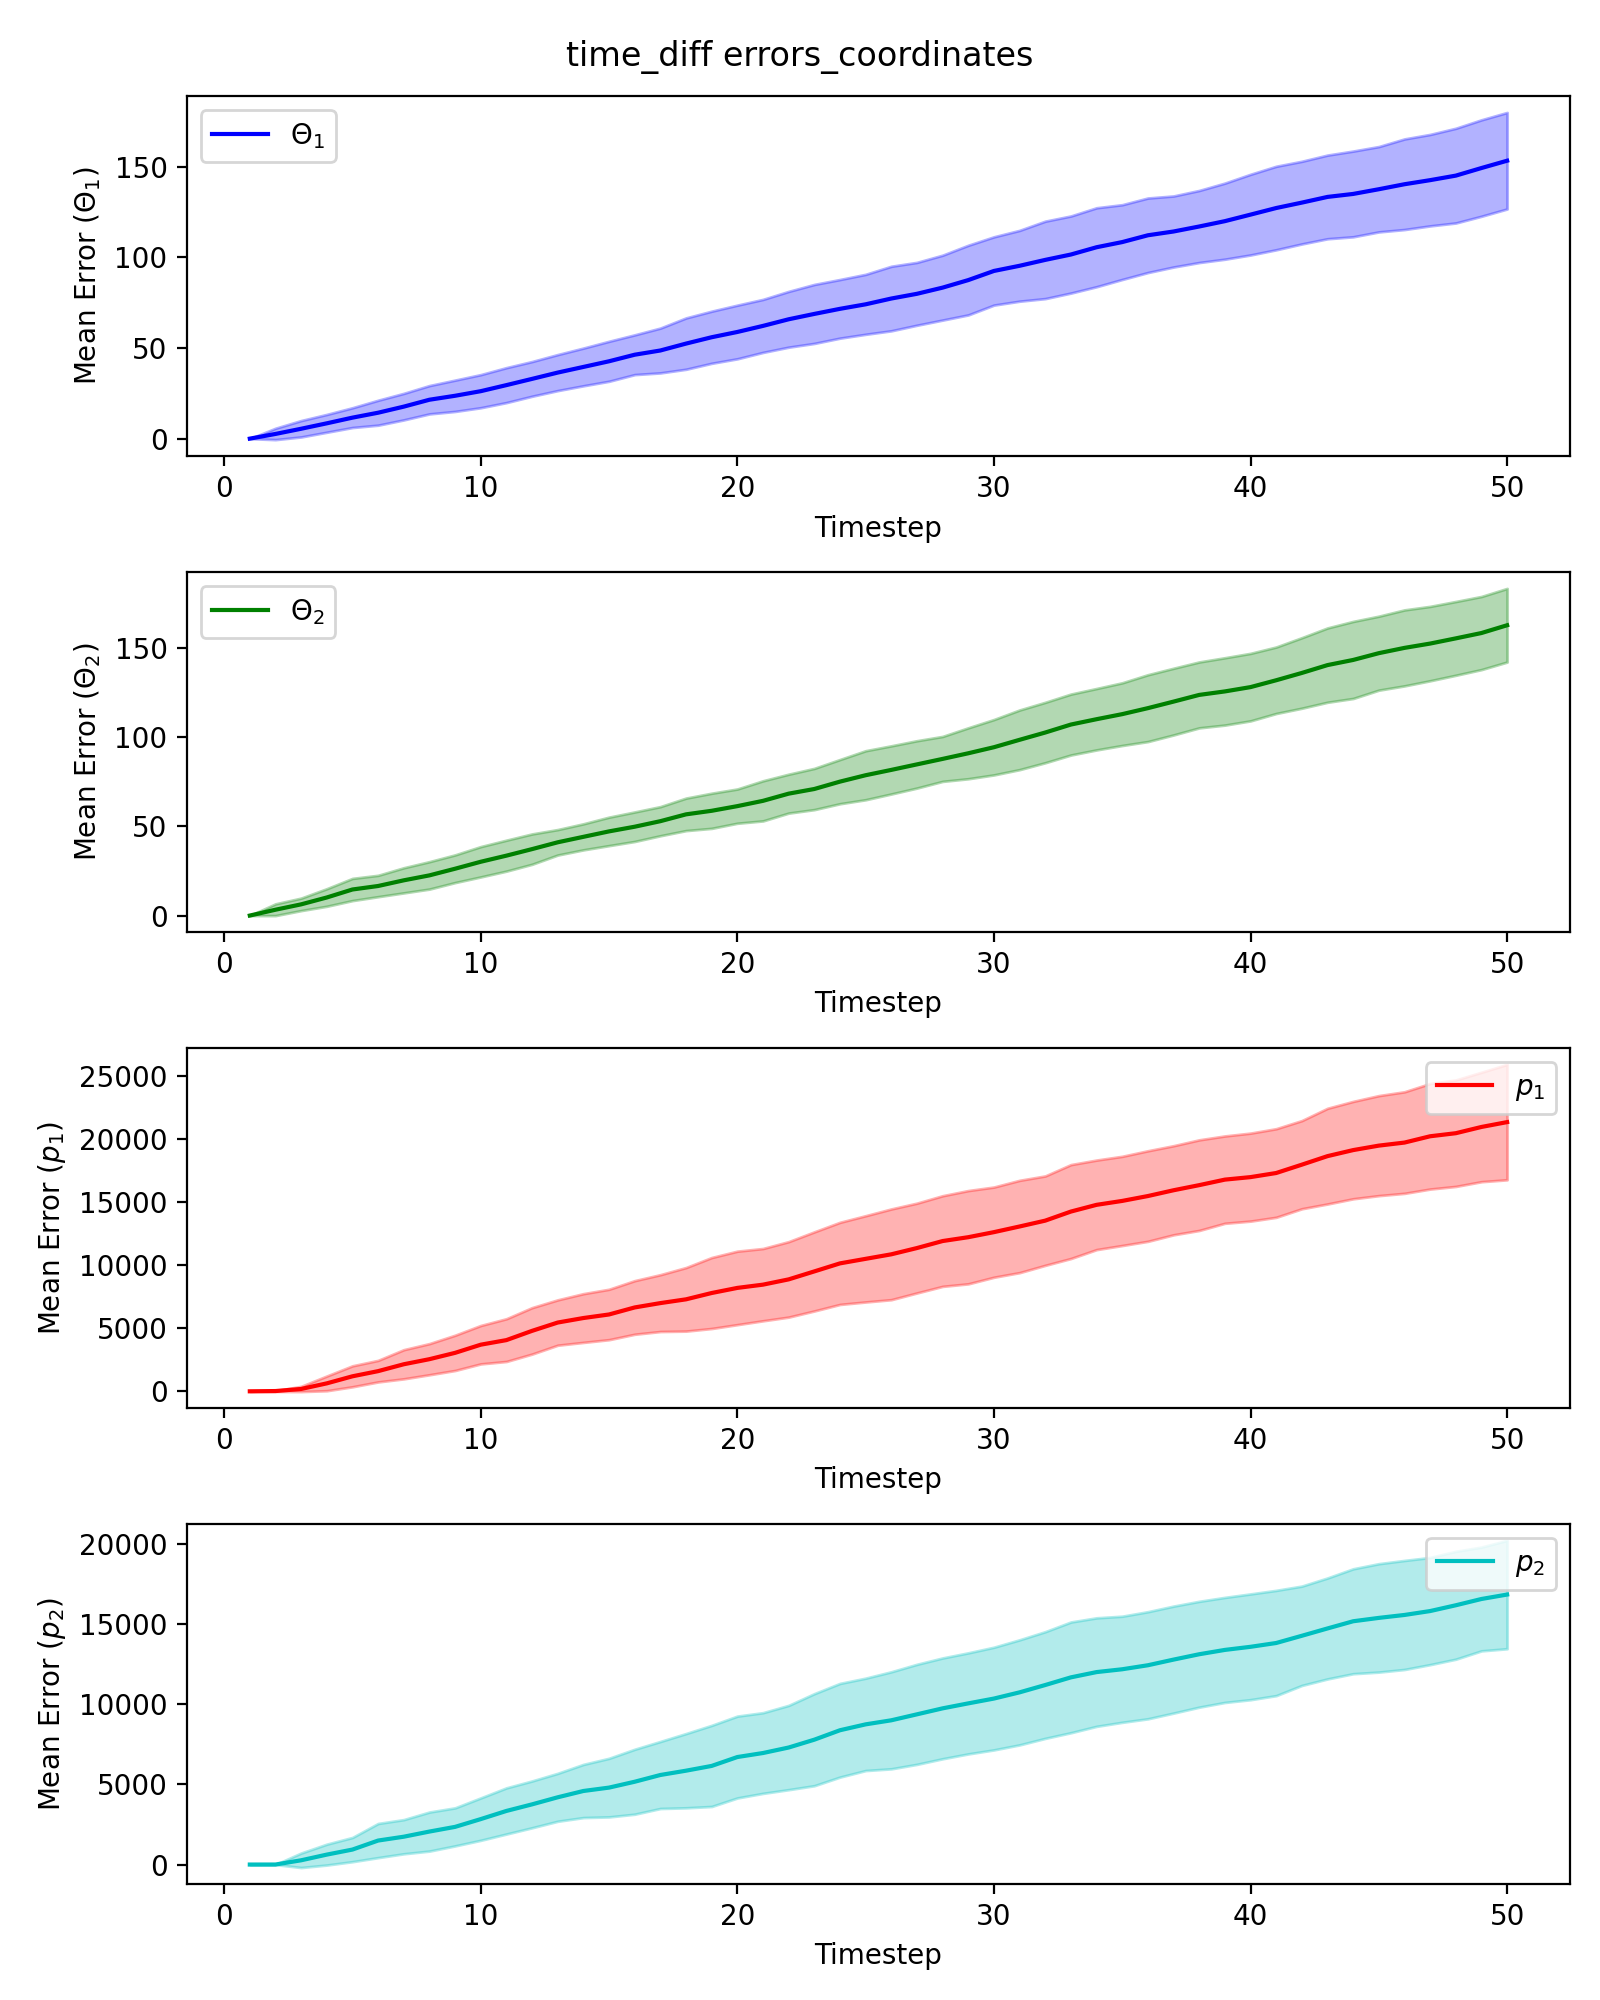 time_diff errors_coordinates
Θ₁
Mean Error (Θ₁)
150
100
50
0
0 10 20 30 40 50
Timestep
Θ₂
Mean Error (Θ₂)
150
100
50
0
0 10 20 30 40 50
Timestep
p₁
Mean Error (p₁)
25000
20000
15000
10000
5000
0
0 10 20 30 40 50
Timestep
p₂
Mean Error (p₂)
20000
15000
10000
5000
0
0 10 20 30 40 50
Timestep